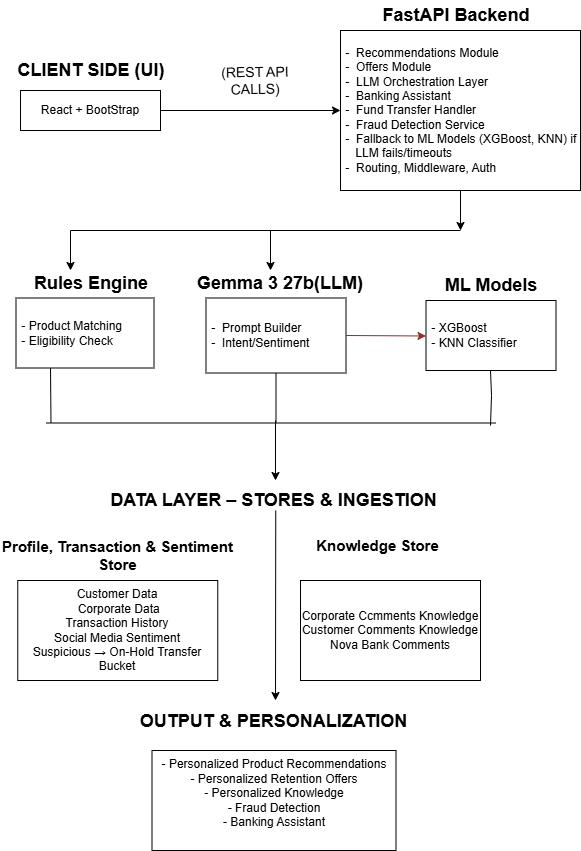 FastAPI Backend
- Recommendations Module
- Offers Module
- LLM Orchestration Layer
- Banking Assistant
- Fund Transfer Handler
- Fraud Detection Service
- Fallback to ML Models (XGBoost, KNN) if
LLM fails/timeouts
- Routing, Middleware, Auth
CLIENT SIDE (UI)
React + BootStrap
(REST API
CALLS)
Rules Engine
- Product Matching
- Eligibility Check
Gemma 3 27b(LLM)
- Prompt Builder
- Intent/Sentiment
ML Models
- XGBoost
- KNN Classifier
DATA LAYER – STORES & INGESTION
Profile, Transaction & Sentiment
Store
Customer Data
Corporate Data
Transaction History
Social Media Sentiment
Suspicious → On-Hold Transfer
Bucket
Knowledge Store
Corporate Ccmments Knowledge
Customer Comments Knowledge
Nova Bank Comments
OUTPUT & PERSONALIZATION
- Personalized Product Recommendations
- Personalized Retention Offers
- Personalized Knowledge
- Fraud Detection
- Banking Assistant